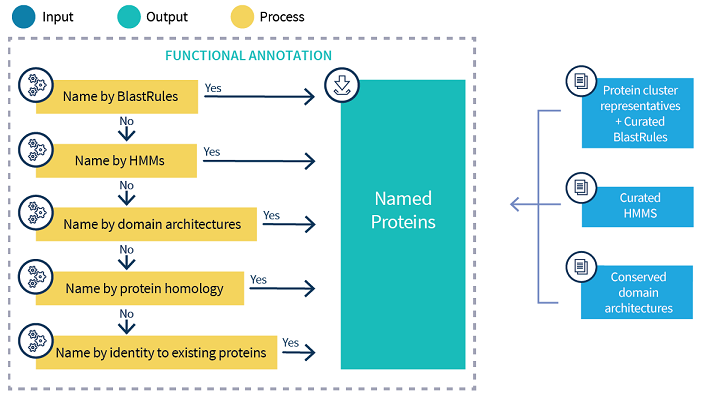 Input
Output
Process
FUNCTIONAL ANNOTATION
Name by BlastRules
Yes
No
Name by HMMs
Yes
No
Name by domain architectures
Yes
No
Name by protein homology
Yes
No
Name by identity to existing proteins
Yes
Named
Proteins
Protein cluster
representatives
+ Curated
BlastRules
Curated
HMMS
Conserved
domain
architectures